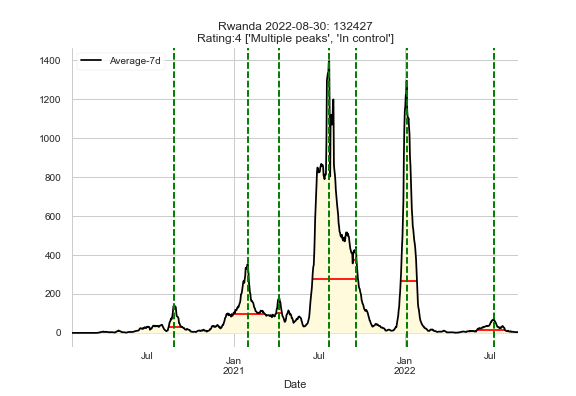 Rwanda 2022-08-30: 132427
Rating:4 ['Multiple peaks', 'In control']
Average-7d
1400
1200
1000
800
600
400
200
0
Jul
Jan
2021
Jul
Jan
2022
Jul
Date